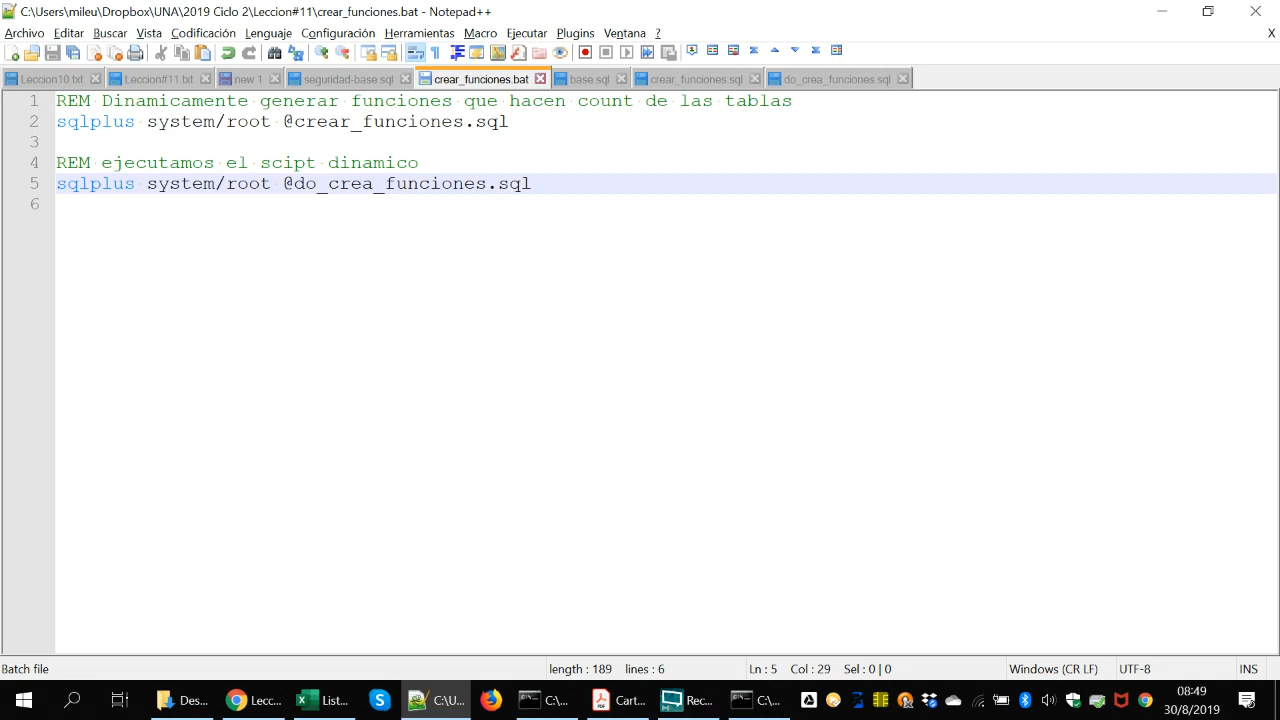 C:\Users\mileu\Dropbox\UNA\2019 Ciclo 2\Leccion#11\crear_funciones.bat - Notepad++
Archivo Editar Buscar Vista Codificación Lenguaje Configuración Herramientas Macro Ejecutar Plugins Ventana ? X
Leccion10.txt Leccion#11.txt new 1 seguridad-base.sql crear_funciones.bat base.sql crear_funciones.sql do_crea_funciones.sql
1 REM Dinamicamente generar funciones que hacen count de las tablas
2 sqlplus system/root @crear_funciones.sql
3
4 REM ejecutamos el scipt dinamico
5 sqlplus system/root @do_crea_funciones.sql
6
Batch file length : 189 lines : 6 Ln : 5 Col : 29 Sel : 0 | 0 Windows (CR LF) UTF-8 INS
Des... Lecc... List... C:\U... C:\... Cart... Rec... C:\... 8:49
30/8/2019